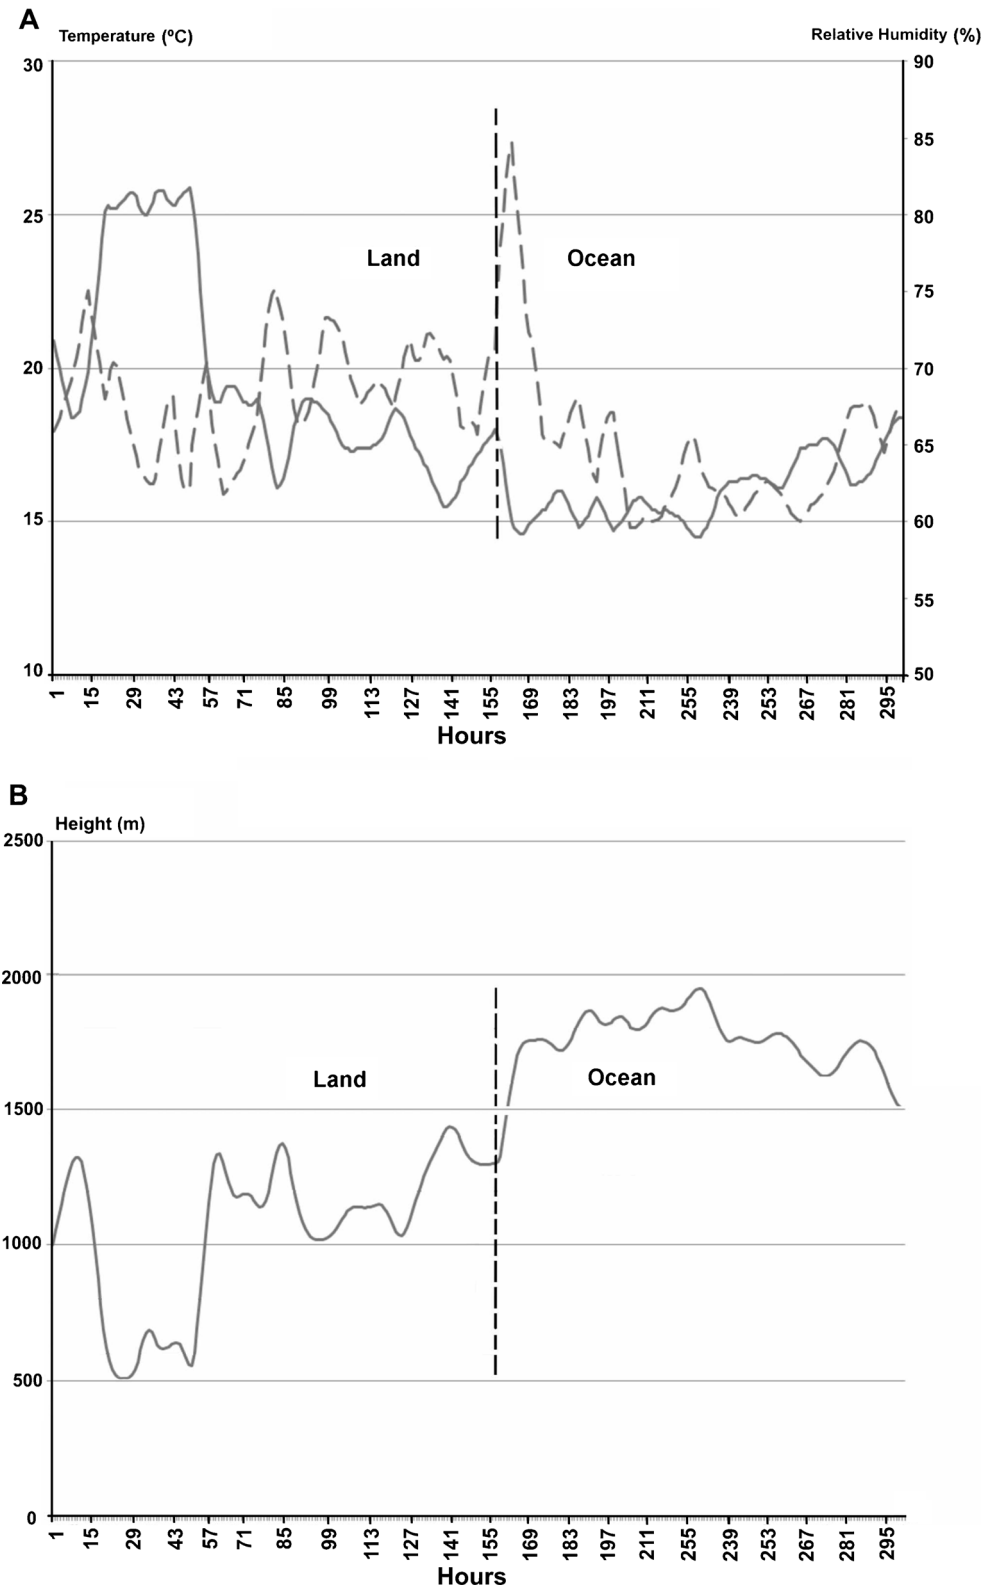 A
Temperature (ºC)
Relative Humidity (%)
30
25
20
15
10
90
85
80
75
70
65
60
55
50
Land
Ocean
1 15 29 43 57 71 85 99 113 127 141 155 169 183 197 211 255 239 253 267 281 295
Hours
B
Height (m)
2500
2000
1500
1000
500
0
Land
Ocean
1 15 29 43 57 71 85 99 113 127 141 155 169 183 197 211 255 239 253 267 281 295
Hours